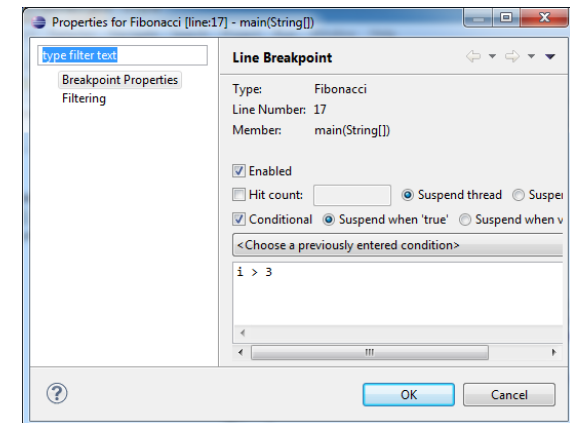 Properties for Fibonacci [line:17] - main(String[])
type filter text
Breakpoint Properties
Filtering
Line Breakpoint
Type: Fibonacci
Line Number: 17
Member: main(String[])
Enabled
Hit count: Suspend thread
Conditional Suspend when 'true' Suspend when
<Choose a previously entered condition>
i > 3
OK Cancel